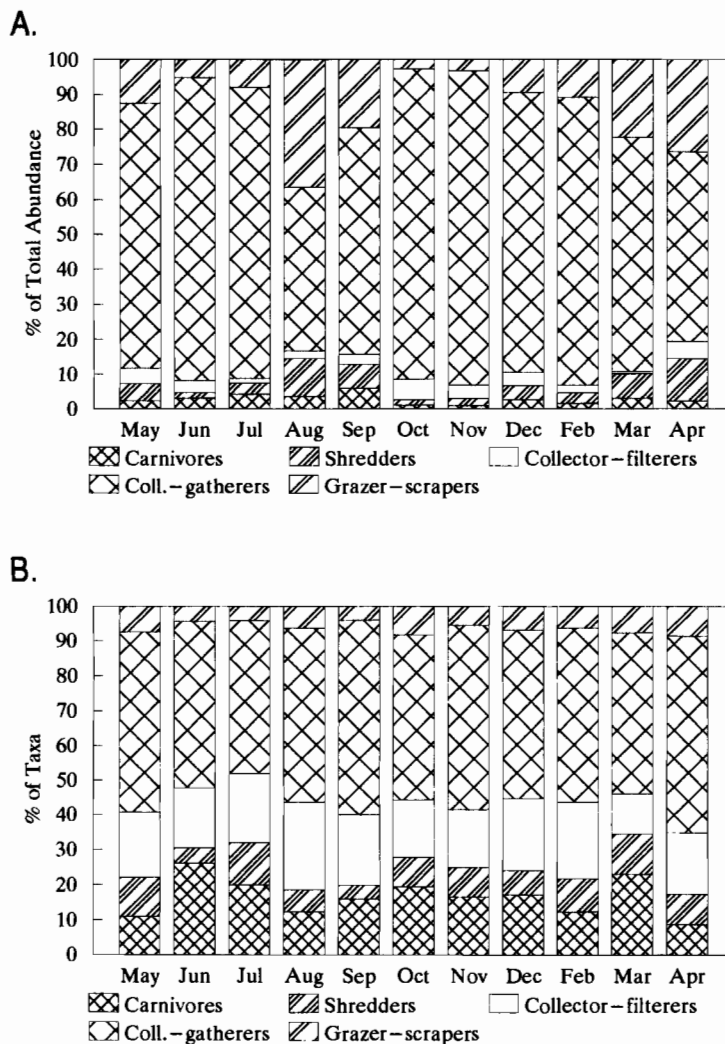 A.
% of Total Abundance
100
90
80
70
60
50
40
30
20
10
0
May Jun Jul Aug Sep Oct Nov Dec Feb Mar Apr
Carnivores Shredders Collector-filterers
Coll.-gatherers Grazer-scrapers
B.
% of Taxa
100
90
80
70
60
50
40
30
20
10
0
May Jun Jul Aug Sep Oct Nov Dec Feb Mar Apr
Carnivores Shredders Collector-filterers
Coll.-gatherers Grazer-scrapers